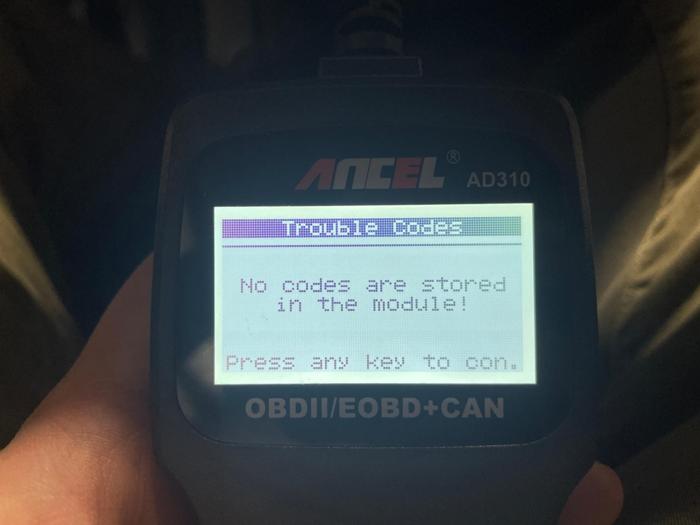 ANCEL® AD310
Trouble Codes
No codes are stored
in the module!
Press any key to con.
OBDII/EOBD+CAN